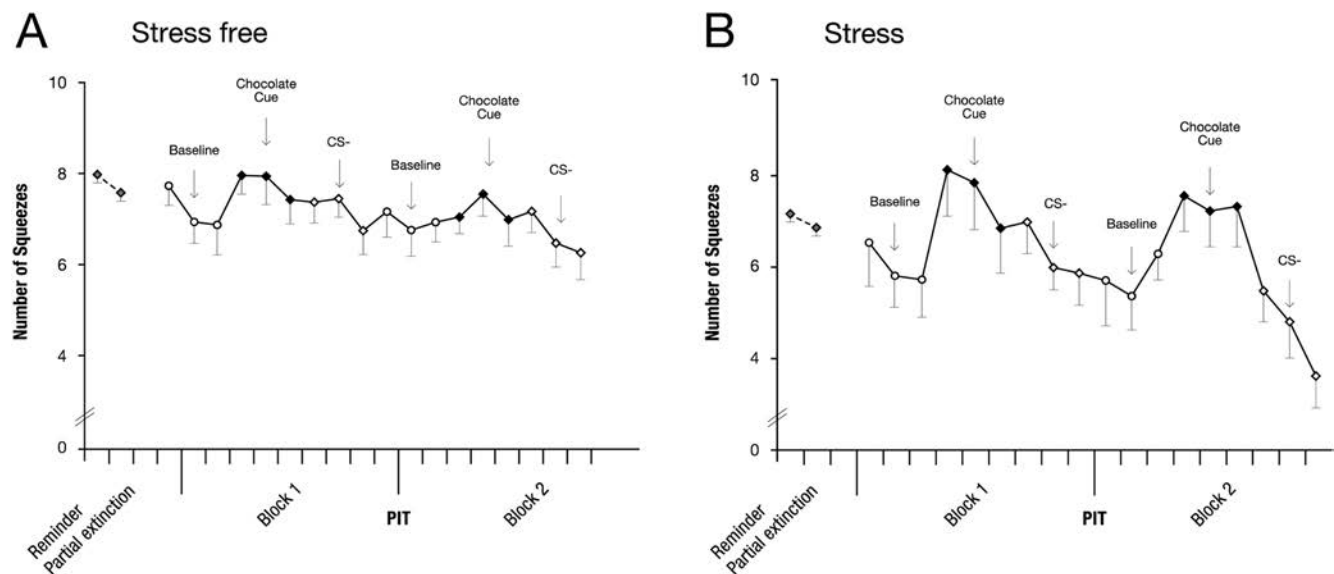 A Stress free
10
8
6
4
0
Number of Squeezes
Baseline
Chocolate
Cue
CS-
Baseline
Chocolate
Cue
CS-
Reminder
Partial extinction
Block 1
PIT
Block 2
B Stress
10
8
6
4
0
Number of Squeezes
Baseline
Chocolate
Cue
CS-
Baseline
Chocolate
Cue
CS-
Reminder
Partial extinction
Block 1
PIT
Block 2